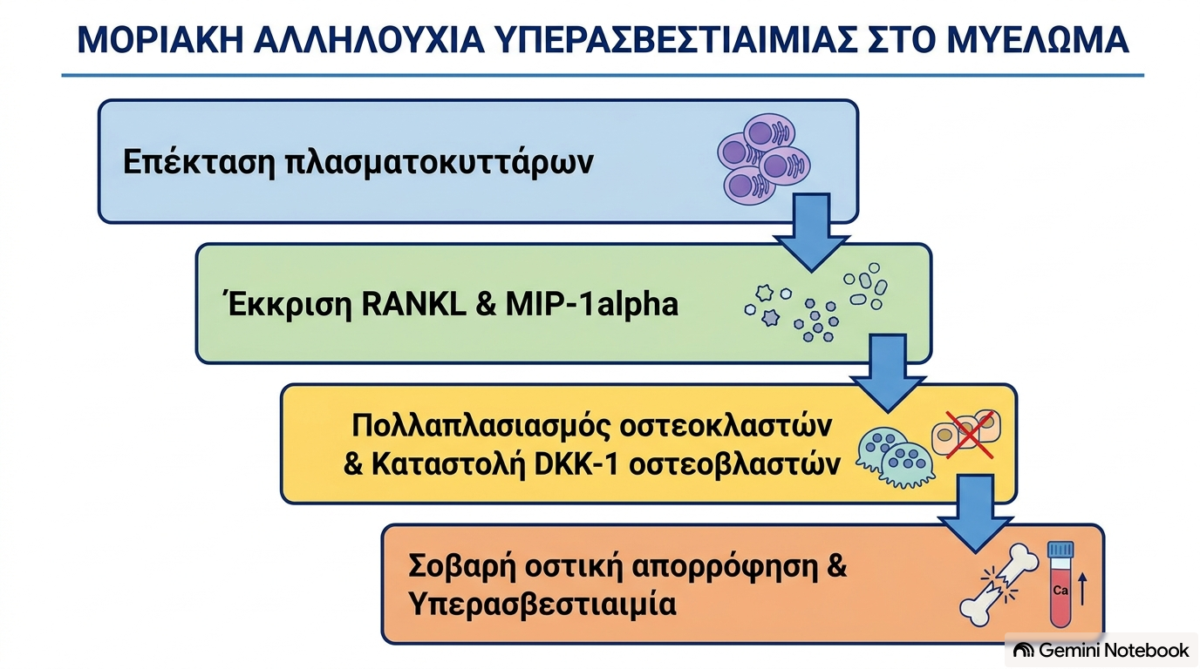 ΜΟΡΙΑΚΗ ΑΛΛΗΛΟΥΧΙΑ ΥΠΕΡΑΣΒΕΣΤΙΑΙΜΙΑΣ ΣΤΟ ΜΥΕΛΩΜΑ
Επέκταση πλασματοκυττάρων
Έκκριση RANKL & MIP-1alpha
Πολλαπλασιασμός οστεοκλαστών
& Καταστολή DKK-1 οστεοβλαστών
Σοβαρή οστική απορρόφηση &
Υπερασβεστιαιμία
Ca
Gemini Notebook